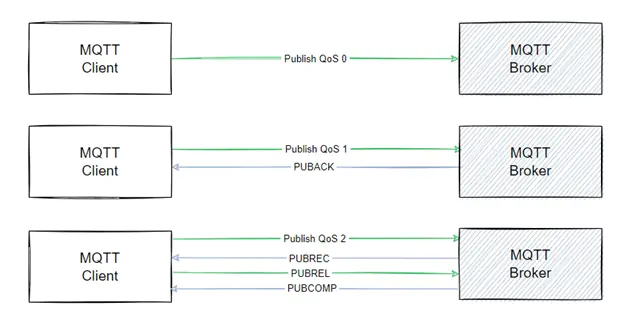 MQTT
Client
Publish QoS 0
MQTT
Broker
MQTT
Client
Publish QoS 1
PUBACK
MQTT
Broker
MQTT
Client
Publish QoS 2
PUBREC
PUBREL
PUBCOMP
MQTT
Broker